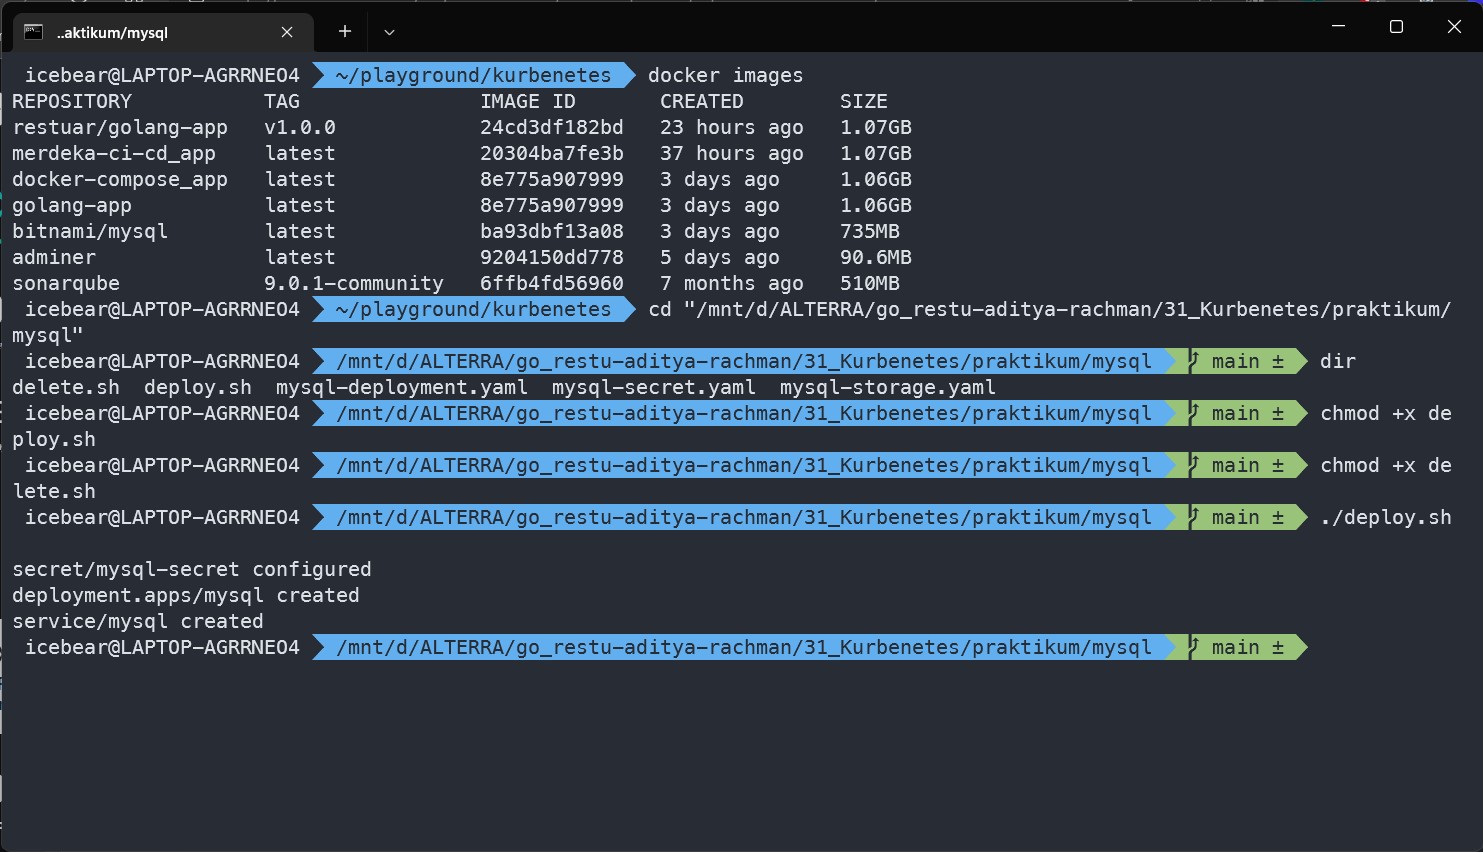 ..aktikum/mysql
icebear@LAPTOP-AGRRNEO4 ~/playground/kurbenetes docker images
REPOSITORY TAG IMAGE ID CREATED SIZE
restuar/golang-app v1.0.0 24cd3df182bd 23 hours ago 1.07GB
merdeka-ci-cd_app latest 20304ba7fe3b 37 hours ago 1.07GB
docker-compose_app latest 8e775a907999 3 days ago 1.06GB
golang-app latest 8e775a907999 3 days ago 1.06GB
bitnami/mysql latest ba93dbf13a08 3 days ago 735MB
adminer latest 9204150dd778 5 days ago 90.6MB
sonarqube 9.0.1-community 6ffb4fd56960 7 months ago 510MB
icebear@LAPTOP-AGRRNEO4 ~/playground/kurbenetes cd "/mnt/d/ALTERRA/go_restu-aditya-rachman/31_Kurbenetes/praktikum/
mysql"
icebear@LAPTOP-AGRRNEO4 /mnt/d/ALTERRA/go_restu-aditya-rachman/31_Kurbenetes/praktikum/mysql main ± dir
delete.sh deploy.sh mysql-deployment.yaml mysql-secret.yaml mysql-storage.yaml
icebear@LAPTOP-AGRRNEO4 /mnt/d/ALTERRA/go_restu-aditya-rachman/31_Kurbenetes/praktikum/mysql main ± chmod +x de
ploy.sh
icebear@LAPTOP-AGRRNEO4 /mnt/d/ALTERRA/go_restu-aditya-rachman/31_Kurbenetes/praktikum/mysql main ± chmod +x de
lete.sh
icebear@LAPTOP-AGRRNEO4 /mnt/d/ALTERRA/go_restu-aditya-rachman/31_Kurbenetes/praktikum/mysql main ± ./deploy.sh
secret/mysql-secret configured
deployment.apps/mysql created
service/mysql created
icebear@LAPTOP-AGRRNEO4 /mnt/d/ALTERRA/go_restu-aditya-rachman/31_Kurbenetes/praktikum/mysql main ±